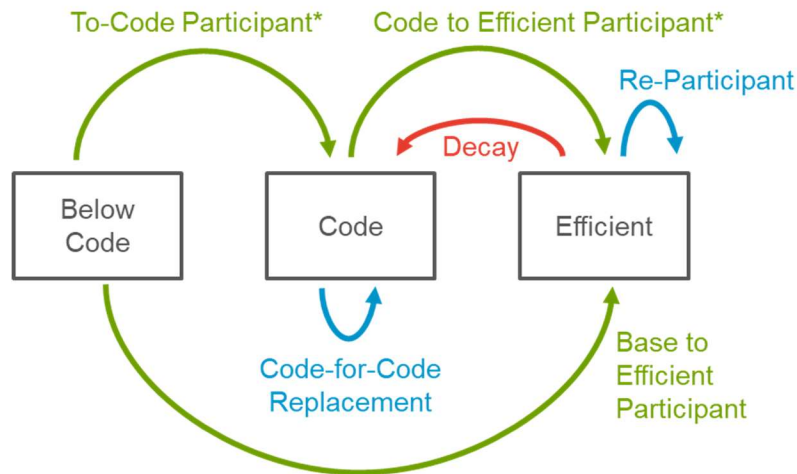 To-Code Participant*
Code to Efficient Participant*
Re-Participant
Decay
Below
Code
Code
Efficient
Code-for-Code
Replacement
Base to
Efficient
Participant